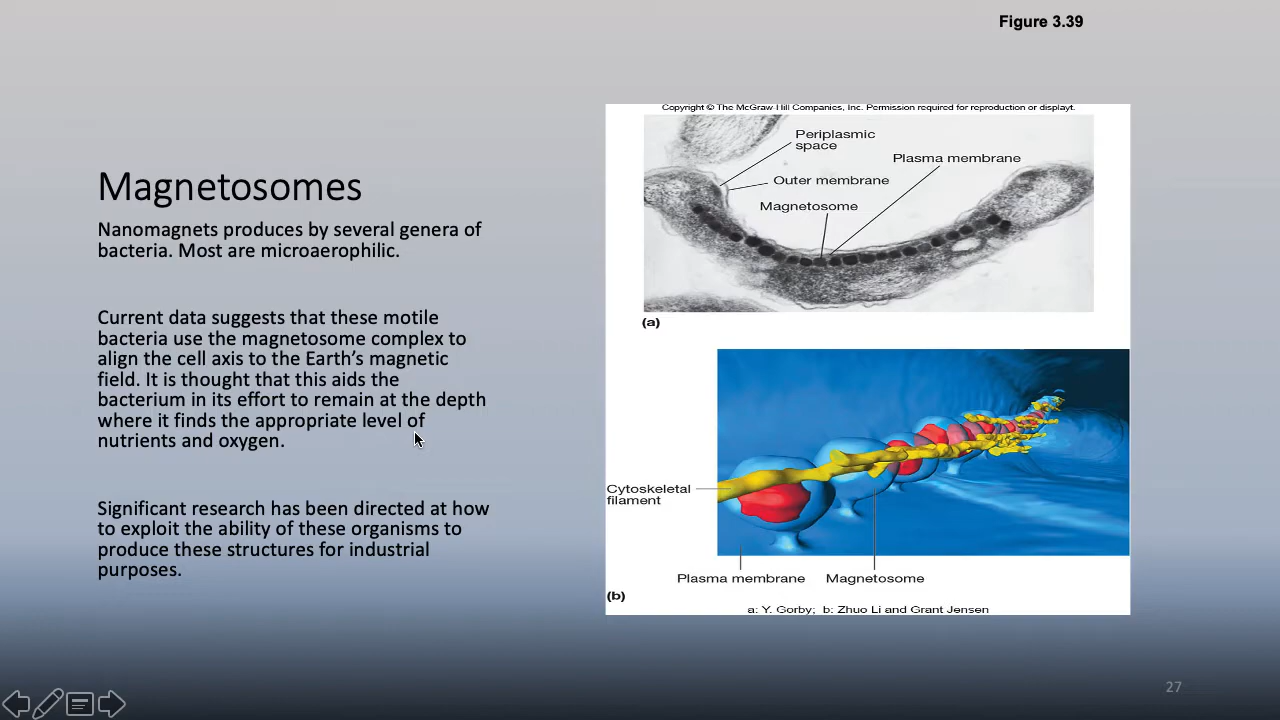 Figure 3.39
Magnetosomes
Nanomagnets produces by several genera of
bacteria. Most are microaerophilic.
Current data suggests that these motile
bacteria use the magnetosome complex to
align the cell axis to the Earth’s magnetic
field. It is thought that this aids the
bacterium in its effort to remain at the depth
where it finds the appropriate level of
nutrients and oxygen.
Significant research has been directed at how
to exploit the ability of these organisms to
produce these structures for industrial
purposes.
Copyright © The McGraw-Hill Companies, Inc. Permission required for reproduction or displayt.
Periplasmic
space
Plasma membrane
Outer membrane
Magnetosome
(a)
Cytoskeletal
filament
Plasma membrane
Magnetosome
(b)
a: Y. Gorby; b: Zhuo Li and Grant Jensen
27